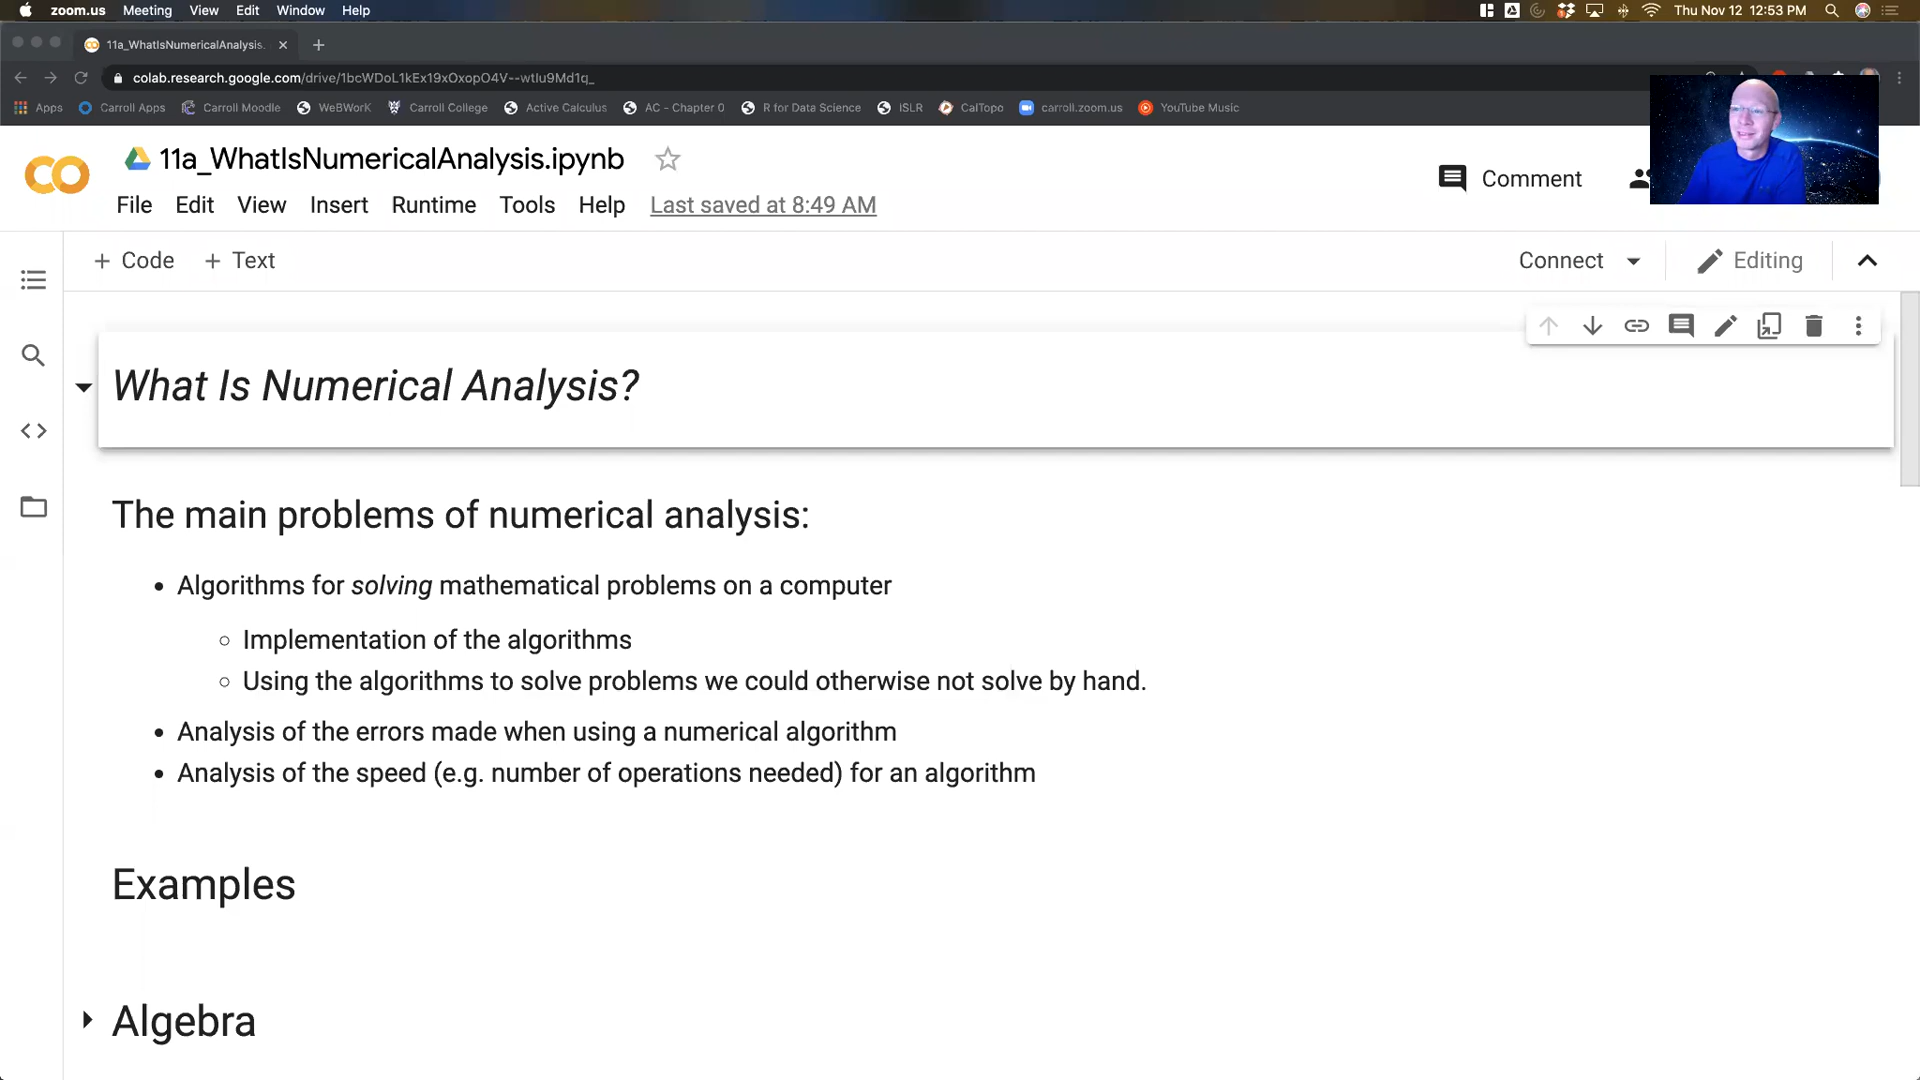 zoom.us Meeting View Edit Window Help Thu Nov 12 12:53 PM
11a_WhatIsNumericalAnalysis.
colab.research.google.com/drive/1bcWDoL1kEx19xOxopO4V--wtIu9Md1q_
Apps Carroll Apps Carroll Moodle WeBWorK Carroll College Active Calculus AC - Chapter 0 R for Data Science ISLR CalTopo carroll.zoom.us YouTube Music
11a_WhatIsNumericalAnalysis.ipynb
Comment
File Edit View Insert Runtime Tools Help Last saved at 8:49 AM
+ Code + Text Connect Editing
What Is Numerical Analysis?
The main problems of numerical analysis:
• Algorithms for solving mathematical problems on a computer
○ Implementation of the algorithms
○ Using the algorithms to solve problems we could otherwise not solve by hand.
• Analysis of the errors made when using a numerical algorithm
• Analysis of the speed (e.g. number of operations needed) for an algorithm
Examples
Algebra